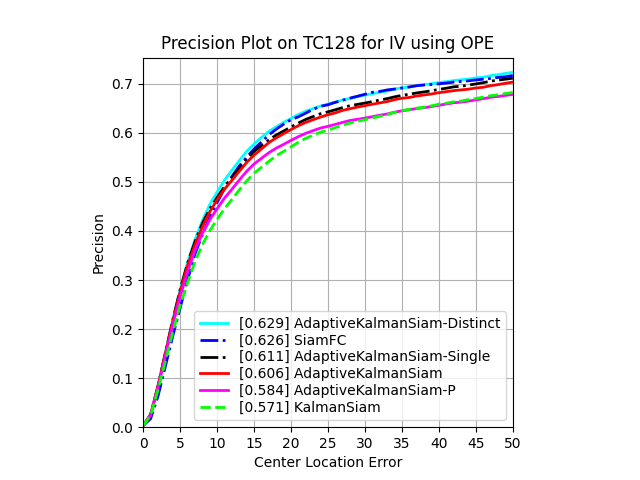 Precision Plot on TC128 for IV using OPE
Precision
0.7
0.6
0.5
0.4
0.3
0.2
0.1
0.0
[0.629] AdaptiveKalmanSiam-Distinct
[0.626] SiamFC
[0.611] AdaptiveKalmanSiam-Single
[0.606] AdaptiveKalmanSiam
[0.584] AdaptiveKalmanSiam-P
[0.571] KalmanSiam
0 5 10 15 20 25 30 35 40 45 50
Center Location Error